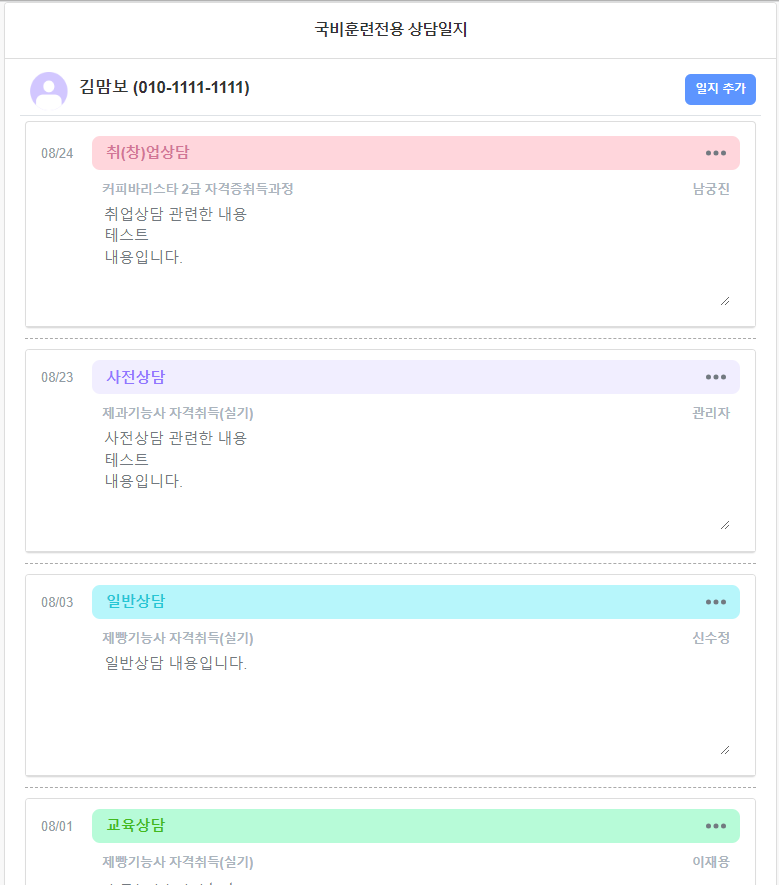 국비훈련전용 상담일지
김맘보 (010-1111-1111)
일지 추가
08/24
취(창)업상담
커피바리스타 2급 자격증취득과정
남궁진
취업상담 관련한 내용
테스트
내용입니다.
08/23
사전상담
제과기능사 자격취득(실기)
관리자
사전상담 관련한 내용
테스트
내용입니다.
08/03
일반상담
제빵기능사 자격취득(실기)
신수정
일반상담 내용입니다.
08/01
교육상담
제빵기능사 자격취득(실기)
이재용